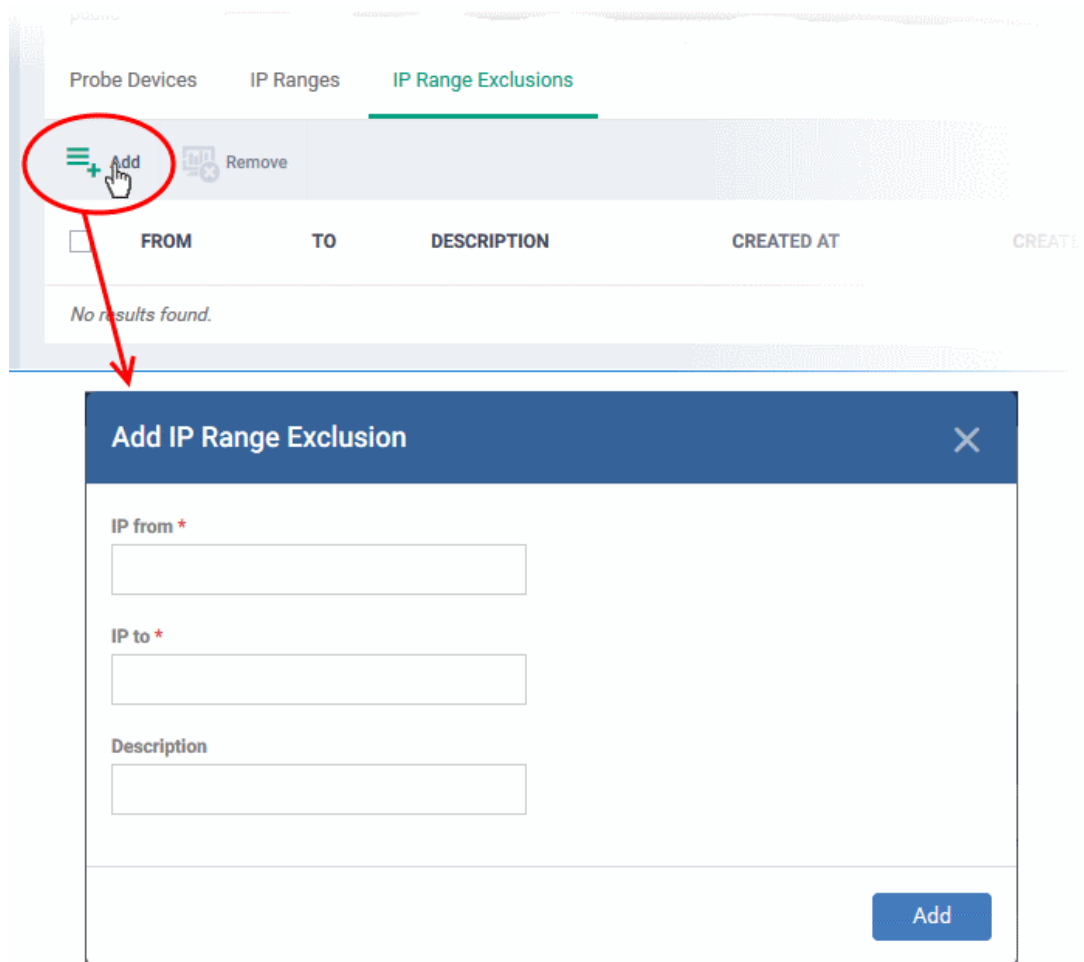 public
Probe Devices IP Ranges IP Range Exclusions
Add Remove
FROM TO DESCRIPTION CREATED AT
No results found.
Add IP Range Exclusion
IP from *
IP to *
Description
Add